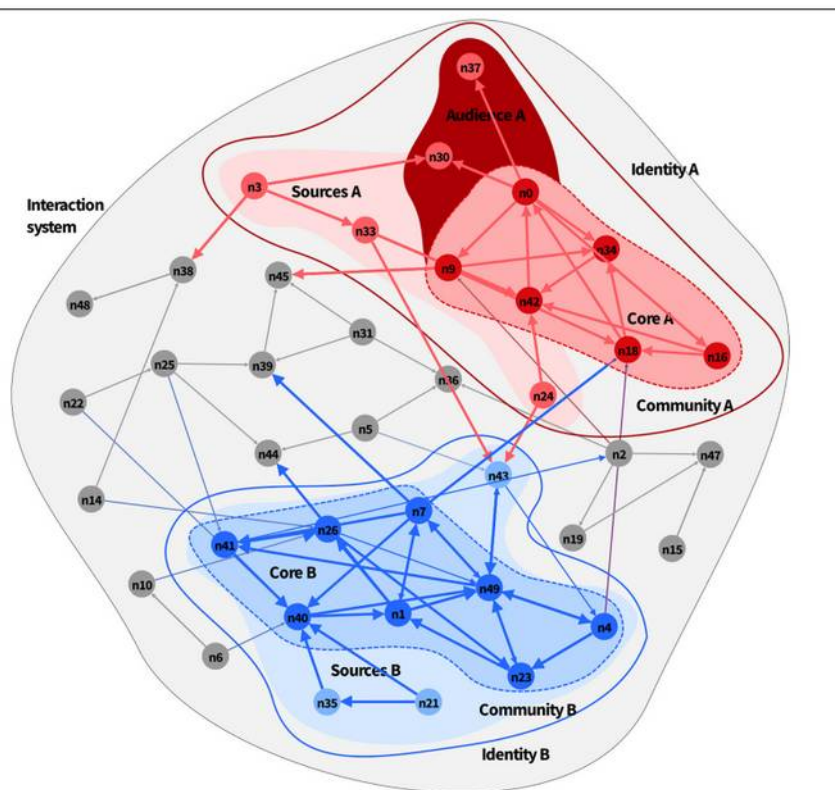 n37
Audience A
n30
Identity A
n3
Sources A
n0
Interaction
system
n33
n34
n38
n45
n9
n48
n42
Core A
n31
n18
n16
n25
n39
n36
n24
n22
Community A
n5
n44
n2
n47
n43
n14
n7
n26
n19
n41
n15
Core B
n10
n49
n40
n1
n4
n6
Sources B
n23
n35
n21
Community B
Identity B